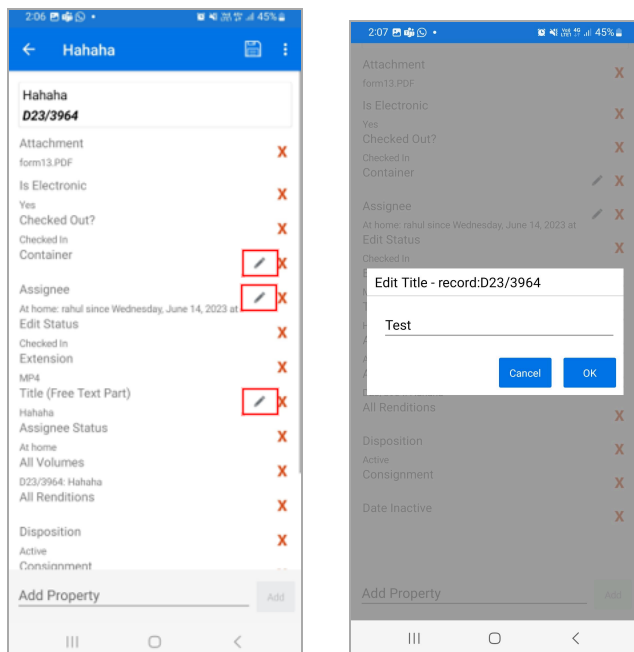 2:06
45%
Hahaha
Hahaha
D23/3964
Attachment
X
form13.PDF
Is Electronic
X
Yes
Checked Out?
X
Checked In
Container
X
Assignee
X
At home: rahul since Wednesday, June 14, 2023 at
Edit Status
X
Checked In
Extension
X
MP4
Title (Free Text Part)
X
Hahaha
Assignee Status
X
At home
All Volumes
X
D23/3964: Hahaha
All Renditions
X
Disposition
X
Active
Consignment
Add Property
Add
2:07
45%
Attachment
X
form13.PDF
Is Electronic
X
Yes
Checked Out?
X
Checked In
Container
X
Assignee
X
At home: rahul since Wednesday, June 14, 2023 at
Edit Status
X
Checked In
Edit Title - record:D23/3964
Test
Cancel
OK
All Renditions
X
Disposition
X
Active
Consignment
X
Date Inactive
X
Add Property
Add